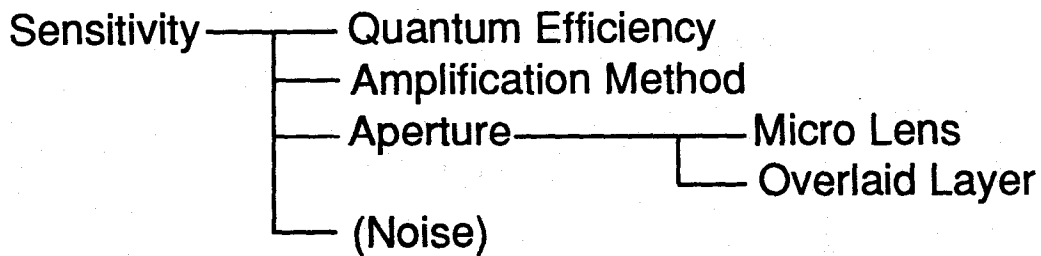 Sensitivity Quantum Efficiency
Amplification Method
Aperture Micro Lens
Overlaid Layer
(Noise)